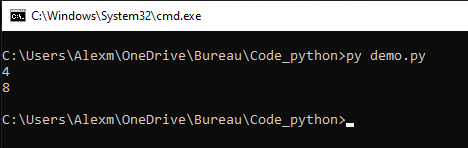 C:\Windows\System32\cmd.exe
C:\Users\Alexm\OneDrive\Bureau\Code_python>py demo.py
4
8
C:\Users\Alexm\OneDrive\Bureau\Code_python>